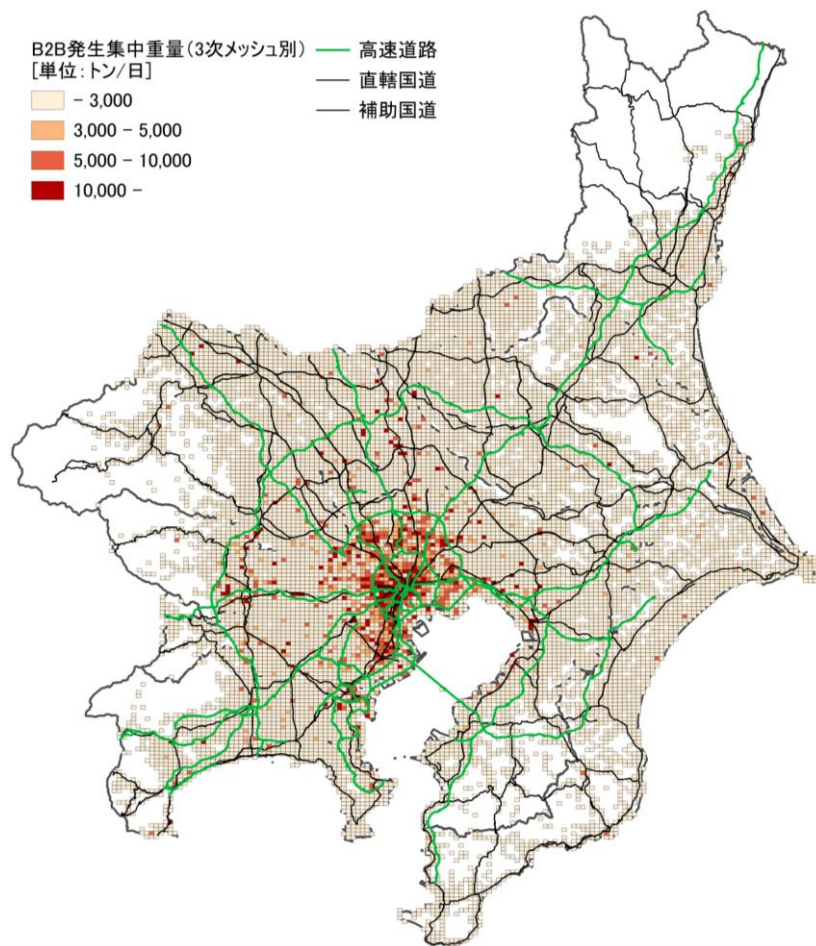 B2B発生集中重量(3次メッシュ別)
[単位:トン/日]
- 3,000
3,000 - 5,000
5,000 - 10,000
10,000 -
高速道路
直轄国道
補助国道